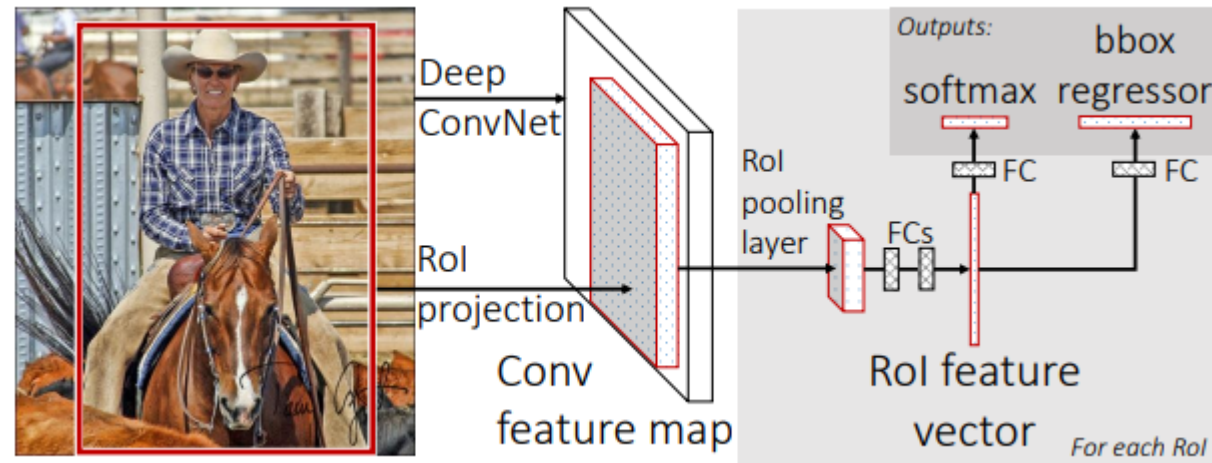 Deep
ConvNet
RoI
projection
Conv
feature map
RoI
pooling
layer
FCs
RoI feature
vector
For each RoI
Outputs:
softmax
bbox
regressor
FC
FC